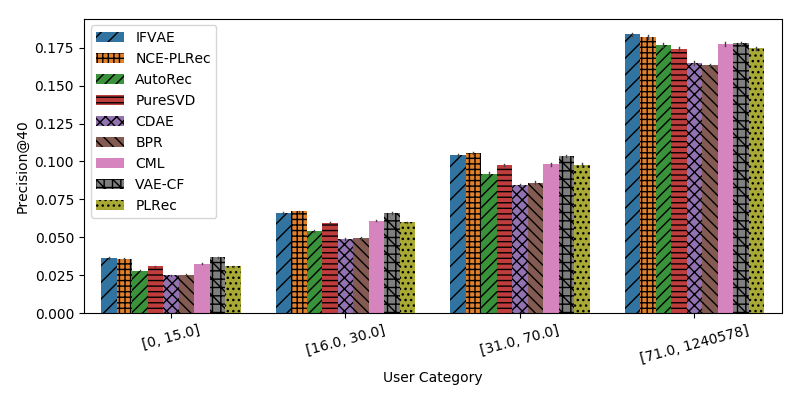 Precision@40
0.175
0.150
0.125
0.100
0.075
0.050
0.025
0.000
IFVAE
NCE-PLRec
AutoRec
PureSVD
CDAE
BPR
CML
VAE-CF
PLRec
[0, 15.0]
[16.0, 30.0]
[31.0, 70.0]
[71.0, 1240578]
User Category